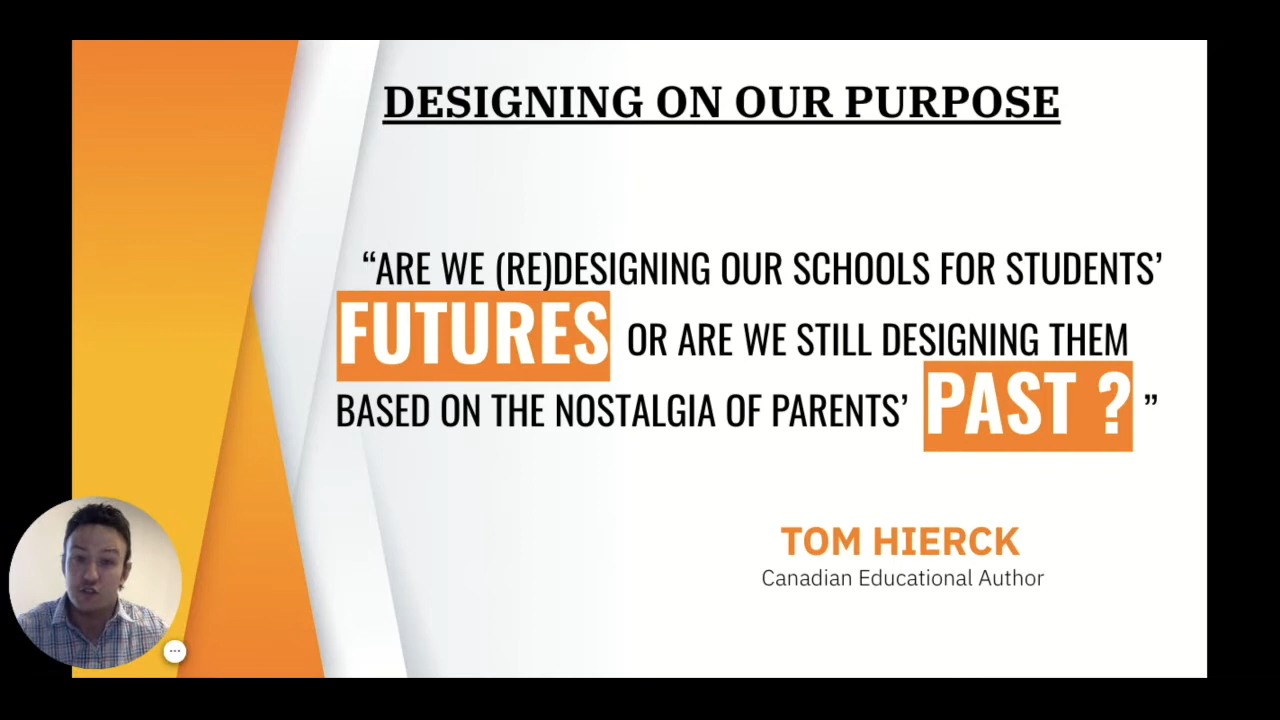 DESIGNING ON OUR PURPOSE
“ARE WE (RE)DESIGNING OUR SCHOOLS FOR STUDENTS’
FUTURES OR ARE WE STILL DESIGNING THEM
BASED ON THE NOSTALGIA OF PARENTS’ PAST ? ”
TOM HIERCK
Canadian Educational Author